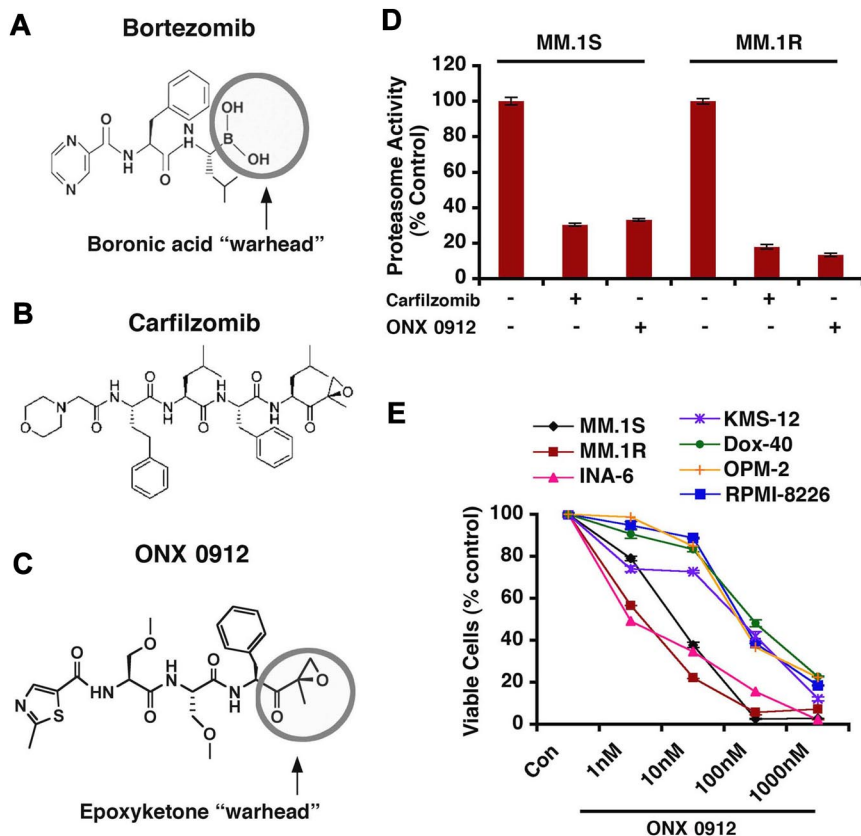 A
Bortezomib
OH
B
OH
O
N
N
N
H
O
H
N
Boronic acid “warhead”
B
Carfilzomib
O
N
O
H
N
O
N
H
O
H
N
O
N
H
O
O
C
ONX 0912
O
O
N
S
N
H
O
H
N
O
O
N
H
O
O
Epoxyketone “warhead”
D
MM.1S
MM.1R
Proteasome Activity
(% Control)
120
100
80
60
40
20
0
Carfilzomib - + - - + -
ONX 0912 - - + - - +
E
MM.1S
MM.1R
INA-6
KMS-12
Dox-40
OPM-2
RPMI-8226
Viable Cells (% control)
100
80
60
40
20
0
Con
1nM
10nM
100nM
1000nM
ONX 0912